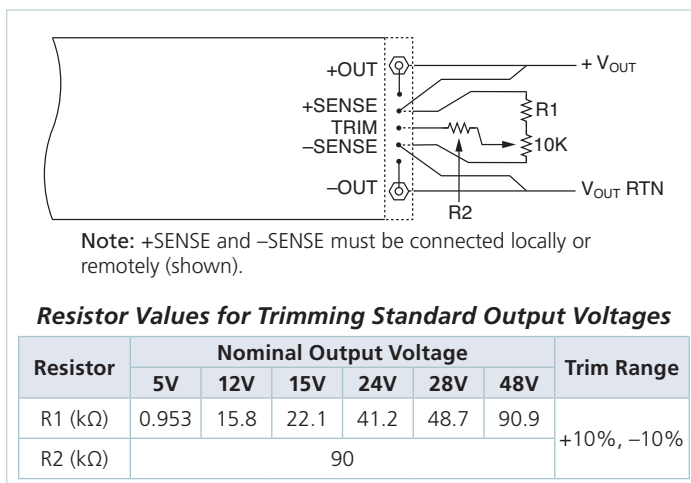 +OUT
+SENSE
TRIM
–SENSE
–OUT
+ VOUT
R1
10K
VOUT RTN
R2
Note: +SENSE and –SENSE must be connected locally or
remotely (shown).
Resistor Values for Trimming Standard Output Voltages
Resistor Nominal Output Voltage Trim Range
5V 12V 15V 24V 28V 48V
R1 (kΩ) 0.953 15.8 22.1 41.2 48.7 90.9 +10%, –10%
R2 (kΩ) 90